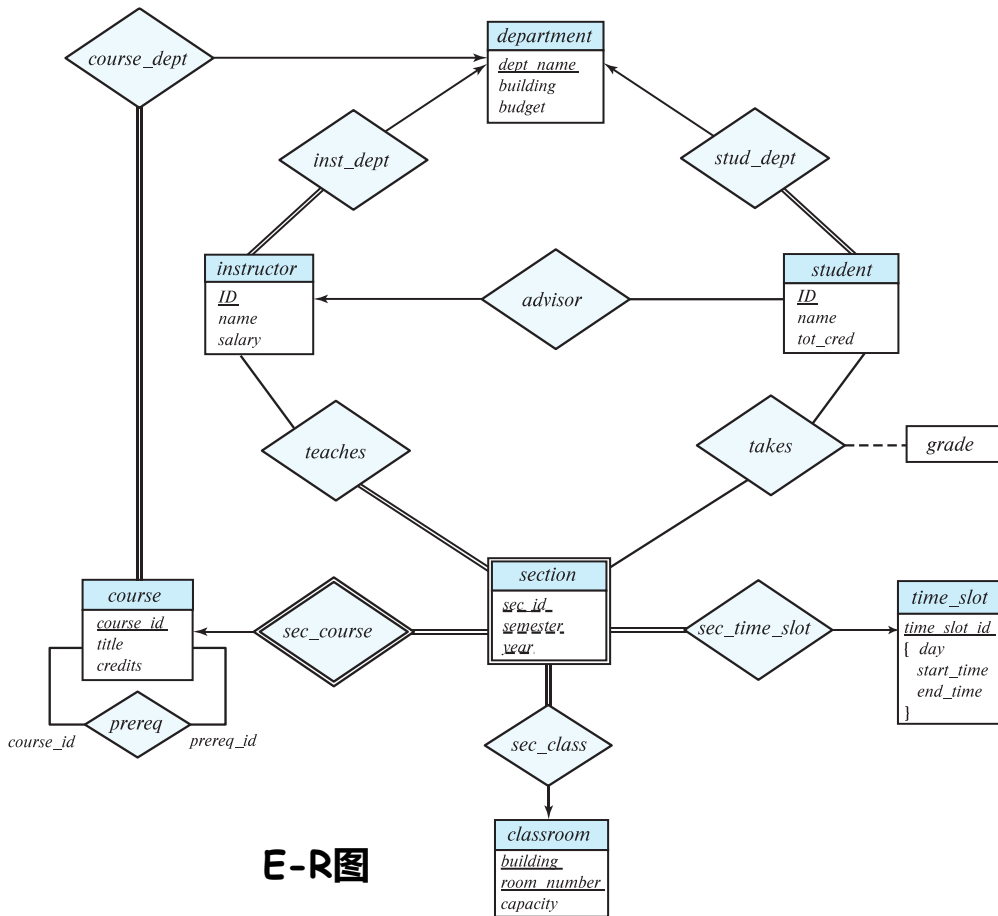 department
course_dept
dept_name
building
budget
inst_dept
stud_dept
instructor
ID
name
salary
advisor
student
ID
name
tot_cred
teaches
takes
grade
section
sec_id
semester
year
course
course_id
title
credits
sec_course
sec_time_slot
time_slot
time_slot_id
{ day
start_time
end_time
}
prereq
course_id
prereq_id
sec_class
classroom
building
room_number
capacity
E-R图